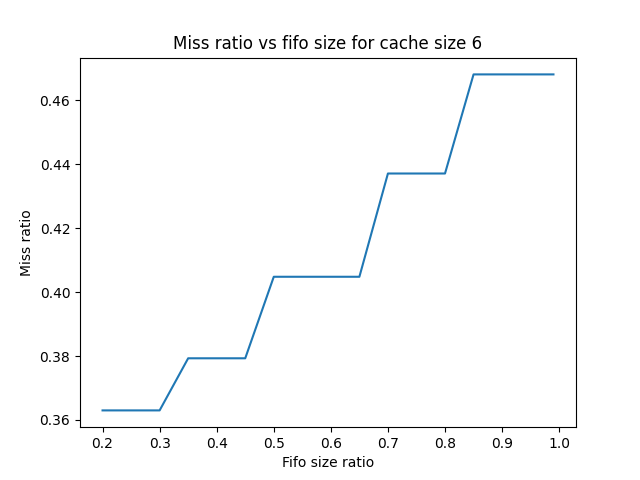 Miss ratio vs fifo size for cache size 6
Miss ratio
0.46
0.44
0.42
0.40
0.38
0.36
0.2 0.3 0.4 0.5 0.6 0.7 0.8 0.9 1.0
Fifo size ratio